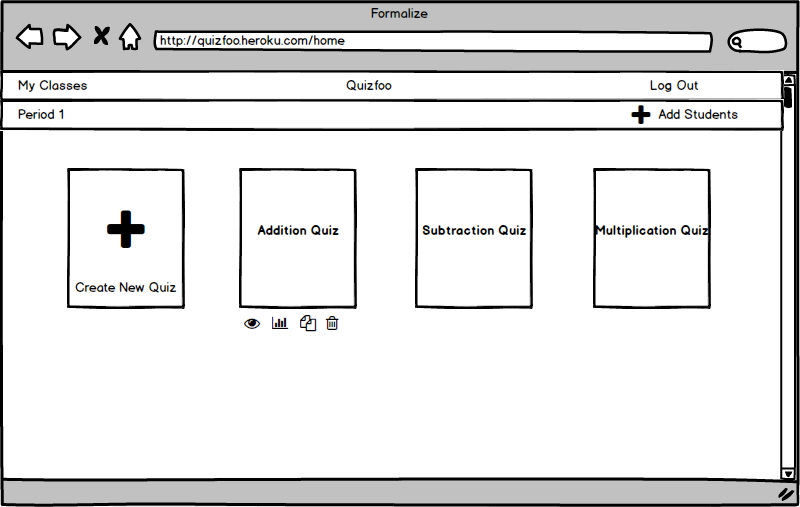 Formalize
http://quizfoo.heroku.com/home
My Classes Quizfoo Log Out
Period 1 Add Students
Addition Quiz Subtraction Quiz Multiplication Quiz
Create New Quiz